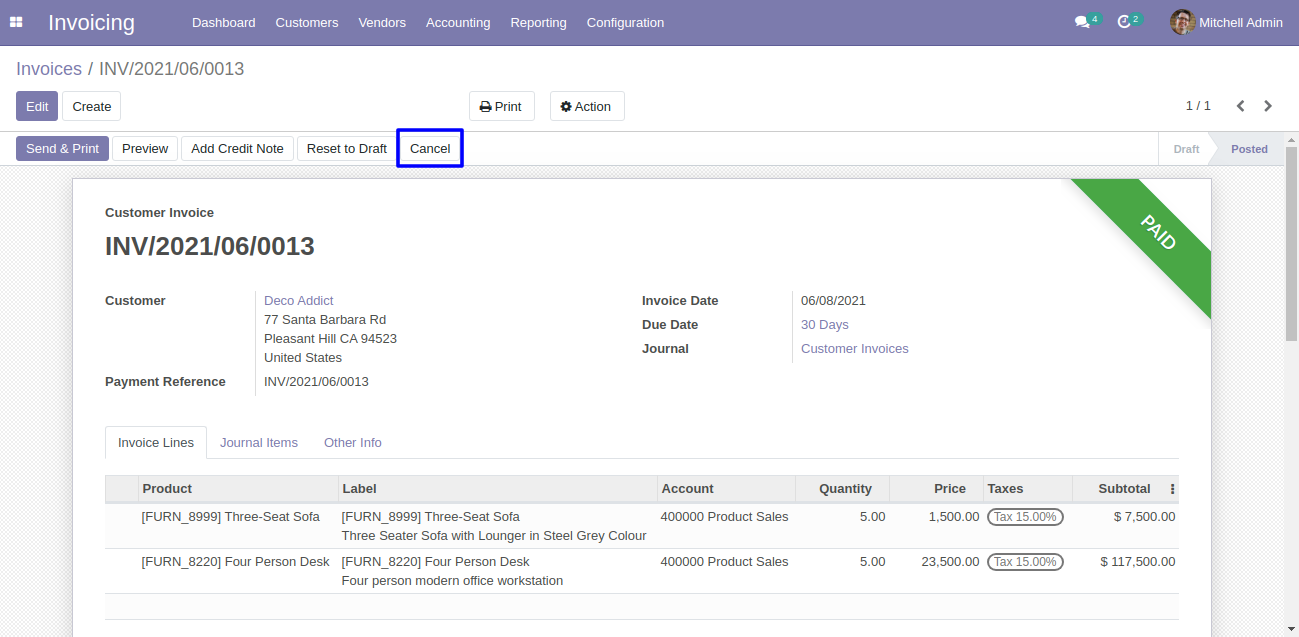 Invoicing Dashboard Customers Vendors Accounting Reporting Configuration 4 2 Mitchell Admin
Invoices / INV/2021/06/0013
Edit Create Print Action 1 / 1
Send & Print Preview Add Credit Note Reset to Draft Cancel Draft Posted
PAID
Customer Invoice
INV/2021/06/0013
Customer Deco Addict Invoice Date 06/08/2021
77 Santa Barbara Rd Due Date 30 Days
Pleasant Hill CA 94523 Journal Customer Invoices
United States
Payment Reference INV/2021/06/0013
Invoice Lines Journal Items Other Info
Product Label Account Quantity Price Taxes Subtotal
[FURN_8999] Three-Seat Sofa [FURN_8999] Three-Seat Sofa 400000 Product Sales 5.00 1,500.00 Tax 15.00% $ 7,500.00
Three Seater Sofa with Lounger in Steel Grey Colour
[FURN_8220] Four Person Desk [FURN_8220] Four Person Desk 400000 Product Sales 5.00 23,500.00 Tax 15.00% $ 117,500.00
Four person modern office workstation